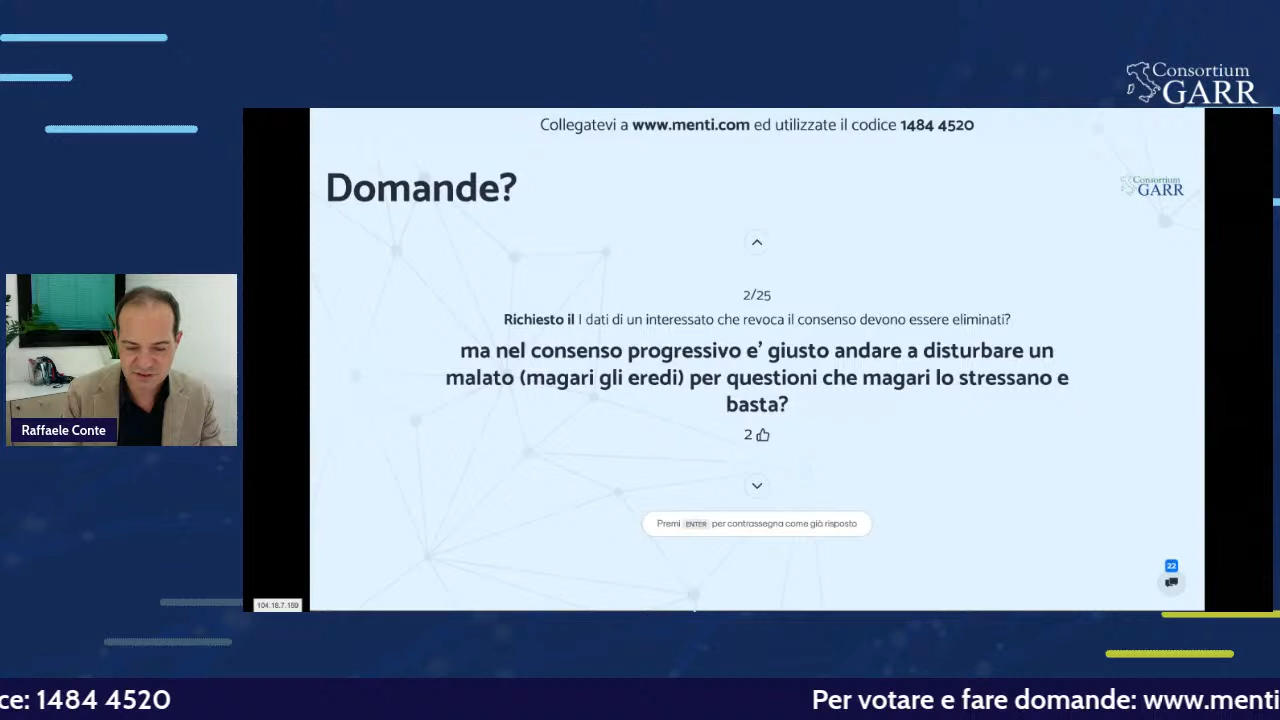 Consortium
GARR
Collegatevi a www.menti.com ed utilizzate il codice 1484 4520
Domande?
Consortium
GARR
2/25
Richiesto il I dati di un interessato che revoca il consenso devono essere eliminati?
ma nel consenso progressivo e' giusto andare a disturbare un
malato (magari gli eredi) per questioni che magari lo stressano e
basta?
2
Premi ENTER per contrassegna come già risposto
22
Raffaele Conte
104.18.7.159
ce: 1484 4520
Per votare e fare domande: www.menti